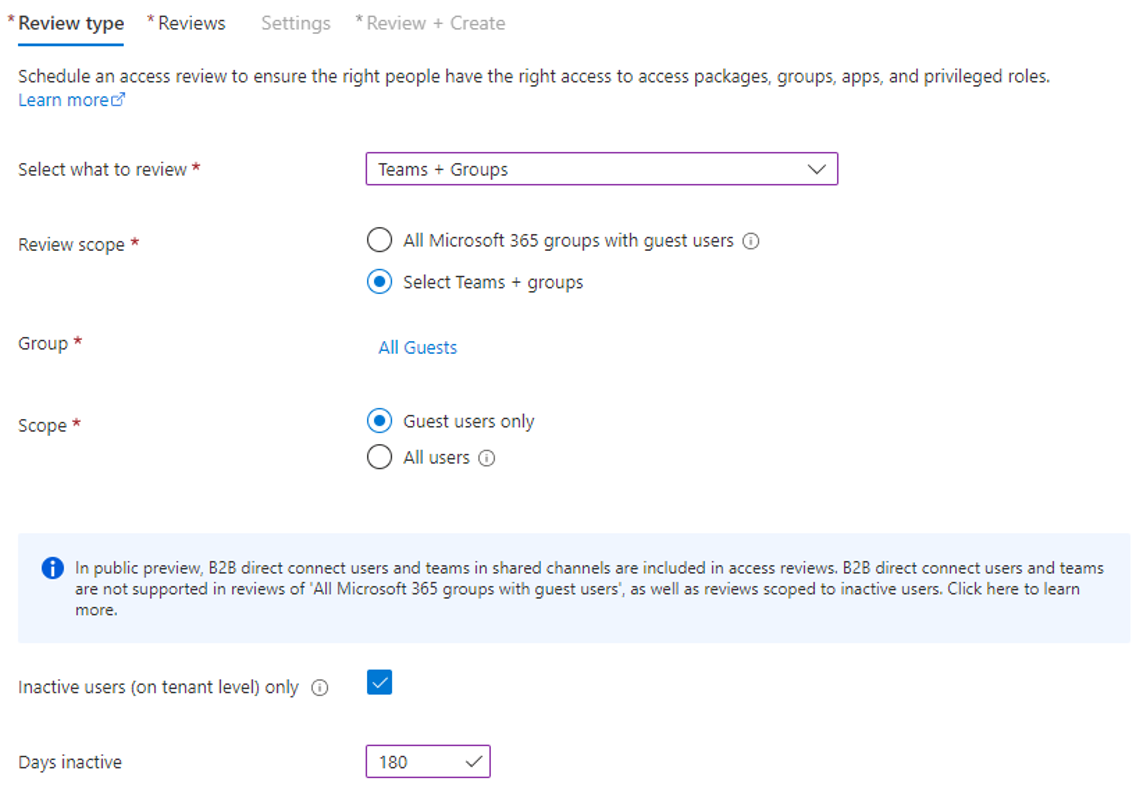 *Review type *Reviews Settings *Review + Create
Schedule an access review to ensure the right people have the right access to access packages, groups, apps, and privileged roles.
Learn more
Select what to review * Teams + Groups
Review scope * All Microsoft 365 groups with guest users
Select Teams + groups
Group * All Guests
Scope * Guest users only
All users
In public preview, B2B direct connect users and teams in shared channels are included in access reviews. B2B direct connect users and teams
are not supported in reviews of 'All Microsoft 365 groups with guest users', as well as reviews scoped to inactive users. Click here to learn
more.
Inactive users (on tenant level) only
Days inactive 180